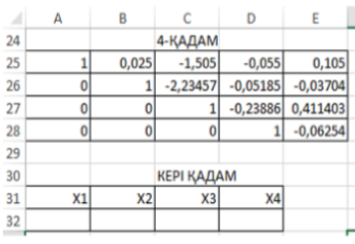 A B C D E
24 4-ҚАДАМ
25 1 0,025 -1,505 -0,055 0,105
26 0 1 -2,23457 -0,05185 -0,03704
27 0 0 1 -0,23886 0,411403
28 0 0 0 1 -0,06254
29
30 КЕРІ ҚАДАМ
31 X1 X2 X3 X4
32